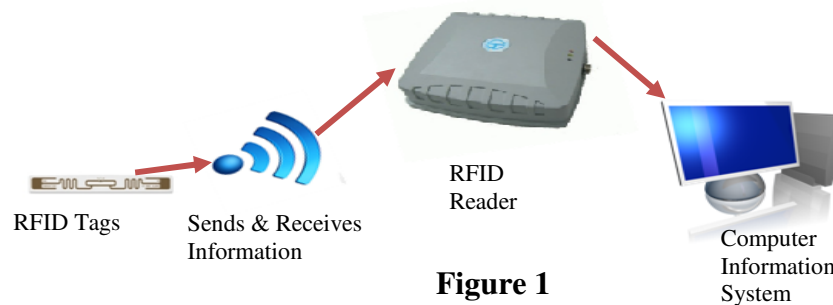 RFID Tags
Sends & Receives
Information
RFID
Reader
Computer
Information
System
Figure 1